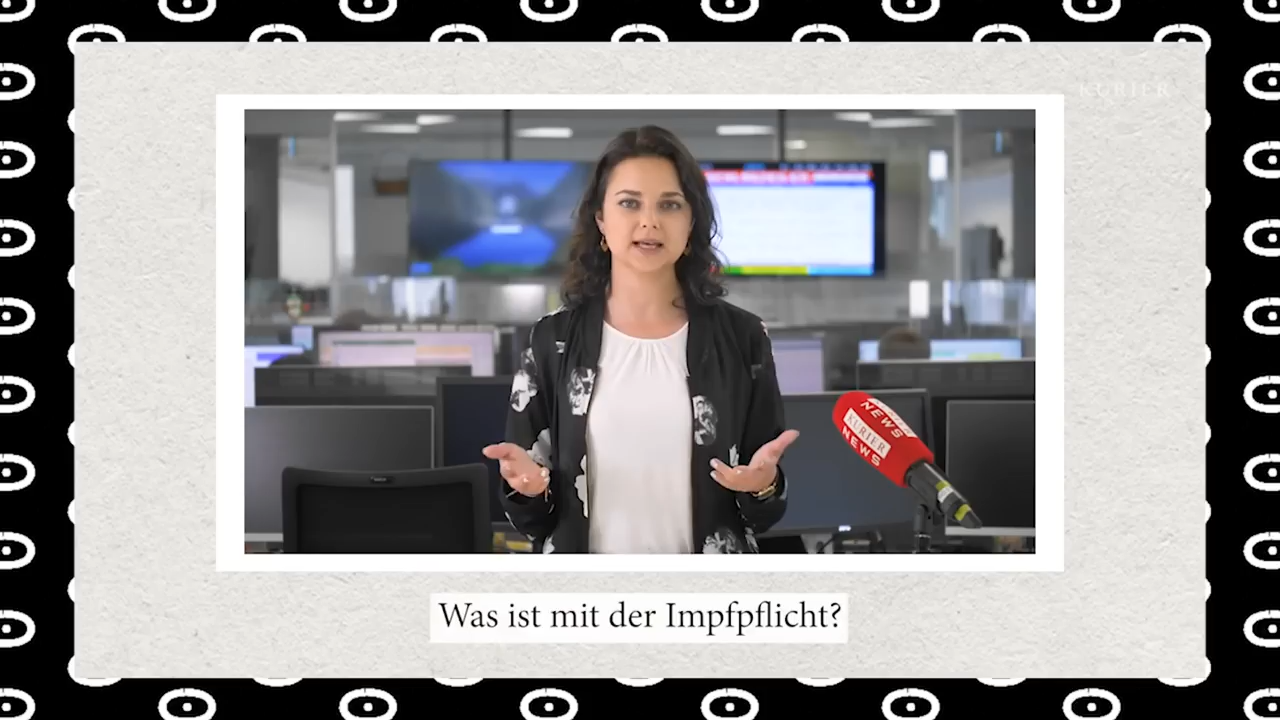 KURIER
NEWS
KURIER
NEWS
Was ist mit der Impfpflicht?